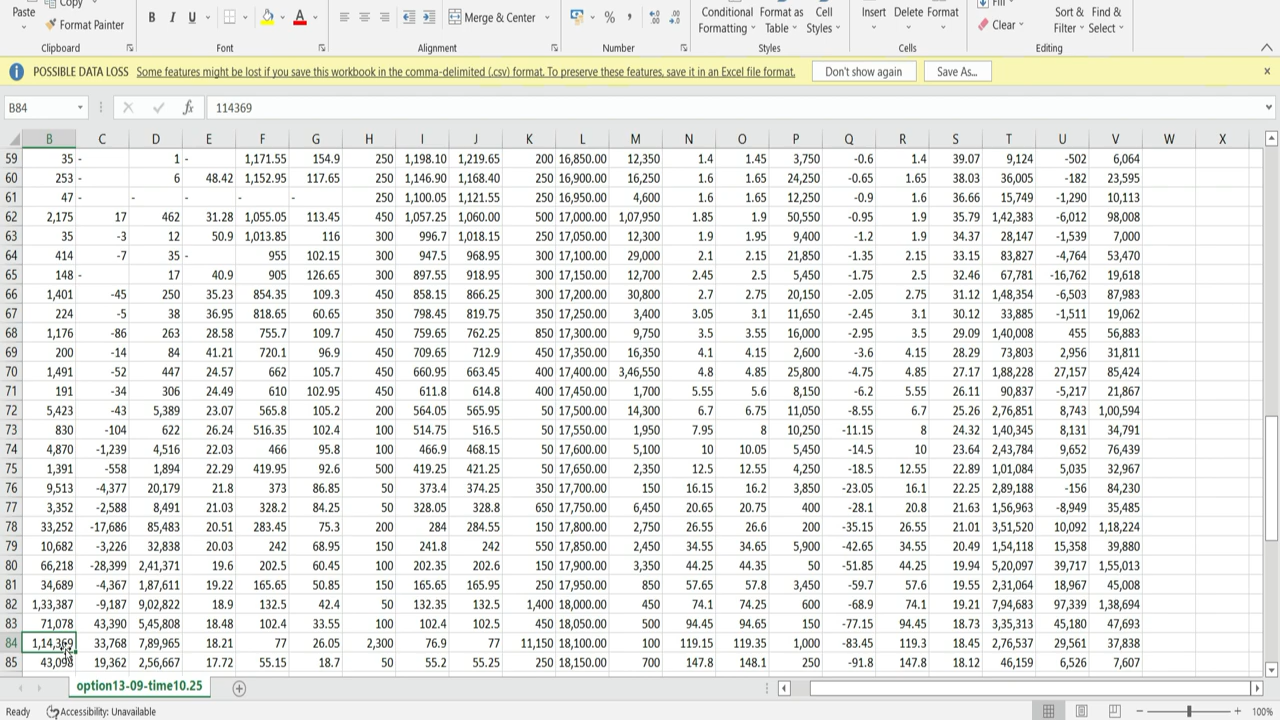 Paste Copy Fill
Format Painter B I U A Merge & Center % , Conditional Formatting Format as Table Cell Styles Insert Delete Format Clear Sort & Filter Find & Select
Clipboard Font Alignment Number Styles Cells Editing
POSSIBLE DATA LOSS Some features might be lost if you save this workbook in the comma-delimited (.csv) format. To preserve these features, save it in an Excel file format. Don't show again Save As...
B84 fx 114369
B C D E F G H I J K L M N O P Q R S T U V W X
59 35 - 1 - 1,171.55 154.9 250 1,198.10 1,219.65 200 16,850.00 12,350 1.4 1.45 3,750 -0.6 1.4 39.07 9,124 -502 6,064
60 253 - 6 48.42 1,152.95 117.65 250 1,146.90 1,168.40 250 16,900.00 16,250 1.6 1.65 24,250 -0.65 1.65 38.03 36,005 -182 23,595
61 47 - - - - - 250 1,100.05 1,121.55 250 16,950.00 4,600 1.6 1.65 12,250 -0.9 1.6 36.66 15,749 -1,290 10,113
62 2,175 17 462 31.28 1,055.05 113.45 450 1,057.25 1,060.00 500 17,000.00 1,07,950 1.85 1.9 50,550 -0.95 1.9 35.79 1,42,383 -6,012 98,008
63 35 -3 12 50.9 1,013.85 116 300 996.7 1,018.15 250 17,050.00 12,300 1.9 1.95 9,400 -1.2 1.9 34.37 28,147 -1,539 7,000
64 414 -7 35 - 955 102.15 300 947.5 968.95 300 17,100.00 29,000 2.1 2.15 21,850 -1.35 2.15 33.15 83,827 -4,764 53,470
65 148 - 17 40.9 905 126.65 300 897.55 918.95 300 17,150.00 12,700 2.45 2.5 5,450 -1.75 2.5 32.46 67,781 -16,762 19,618
66 1,401 -45 250 35.23 854.35 109.3 450 858.15 866.25 300 17,200.00 30,800 2.7 2.75 20,150 -2.05 2.75 31.12 1,48,354 -6,503 87,983
67 224 -5 38 36.95 818.65 60.65 350 798.45 819.75 350 17,250.00 3,400 3.05 3.1 11,650 -2.45 3.1 30.12 33,885 -1,511 19,062
68 1,176 -86 263 28.58 755.7 109.7 450 759.65 762.25 850 17,300.00 9,750 3.5 3.55 16,000 -2.95 3.5 29.09 1,40,008 455 56,883
69 200 -14 84 41.21 720.1 96.9 450 709.65 712.9 450 17,350.00 16,350 4.1 4.15 2,600 -3.6 4.15 28.29 73,803 2,956 31,811
70 1,491 -52 447 24.57 662 105.7 450 660.95 663.45 400 17,400.00 3,46,550 4.8 4.85 25,800 -4.75 4.85 27.17 1,88,228 27,157 85,424
71 191 -34 306 24.49 610 102.95 450 611.8 614.8 400 17,450.00 1,700 5.55 5.6 8,150 -6.2 5.55 26.11 90,837 -5,217 21,867
72 5,423 -43 5,389 23.07 565.8 105.2 200 564.05 565.95 50 17,500.00 14,300 6.7 6.75 11,050 -8.55 6.7 25.26 2,76,851 8,743 1,00,594
73 830 -104 622 26.24 516.35 102.4 100 514.75 516.5 50 17,550.00 1,950 7.95 8 10,250 -11.15 8 24.32 1,40,345 8,131 34,791
74 4,870 -1,239 4,516 22.03 466 95.8 100 466.9 468.15 50 17,600.00 5,100 10 10.05 5,450 -14.5 10 23.64 2,43,784 9,652 76,439
75 1,391 -558 1,894 22.29 419.95 92.6 500 419.25 421.25 50 17,650.00 2,350 12.5 12.55 4,250 -18.5 12.55 22.89 1,01,084 5,035 32,967
76 9,513 -4,377 20,179 21.8 373 86.85 50 373.4 374.25 350 17,700.00 150 16.15 16.2 3,850 -23.05 16.1 22.25 2,89,188 -156 84,230
77 3,352 -2,588 8,491 21.03 328.2 84.25 50 328.05 328.8 650 17,750.00 6,450 20.65 20.75 400 -28.1 20.8 21.63 1,56,963 -8,949 35,485
78 33,252 -17,686 85,483 20.51 283.45 75.3 200 284 284.55 150 17,800.00 2,750 26.55 26.6 200 -35.15 26.55 21.01 3,51,520 10,092 1,18,224
79 10,682 -3,226 32,838 20.03 242 68.95 150 241.8 242 550 17,850.00 2,450 34.55 34.65 5,900 -42.65 34.55 20.49 1,54,118 15,358 39,880
80 66,218 -28,399 2,41,371 19.6 202.5 60.45 100 202.35 202.6 150 17,900.00 3,350 44.25 44.35 50 -51.85 44.25 19.94 5,20,097 39,717 1,55,013
81 34,689 -4,367 1,87,611 19.22 165.65 50.85 150 165.65 165.95 250 17,950.00 850 57.65 57.8 3,450 -59.7 57.6 19.55 2,31,064 18,967 45,008
82 1,33,387 -9,187 9,02,822 18.9 132.5 42.4 50 132.35 132.5 1,400 18,000.00 450 74.1 74.25 600 -68.9 74.1 19.21 7,94,683 97,339 1,38,694
83 71,078 43,390 5,45,808 18.48 102.4 33.55 100 102.4 102.5 450 18,050.00 500 94.45 94.65 150 -77.15 94.45 18.73 3,35,313 45,180 47,693
84 1,14,369 33,768 7,89,965 18.21 77 26.05 2,300 76.9 77 11,150 18,100.00 100 119.15 119.35 1,000 -83.45 119.3 18.45 2,76,537 29,561 37,838
85 43,098 19,362 2,56,667 17.72 55.15 18.7 50 55.2 55.25 250 18,150.00 700 147.8 148.1 250 -91.8 147.8 18.12 46,159 6,526 7,607
option13-09-time10.25
Ready Accessibility: Unavailable 100%